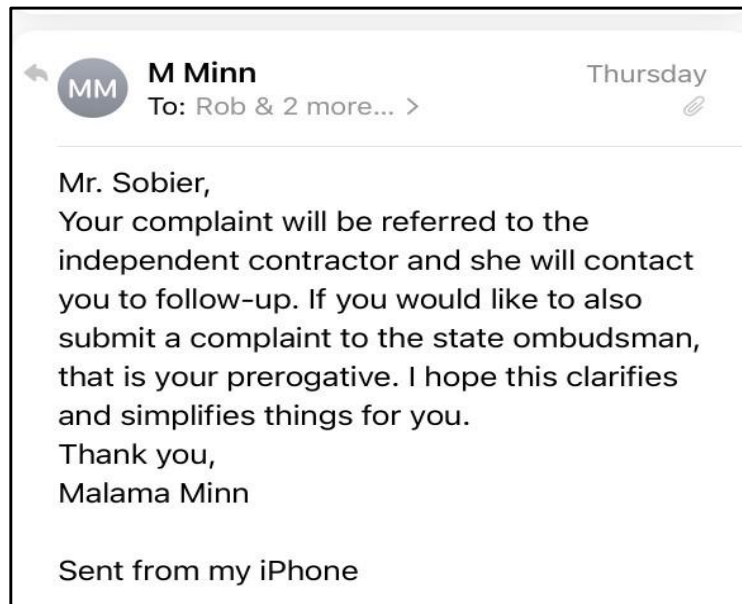 MM
M Minn
Thursday
To: Rob & 2 more... >
Mr. Sobier,
Your complaint will be referred to the
independent contractor and she will contact
you to follow-up. If you would like to also
submit a complaint to the state ombudsman,
that is your prerogative. I hope this clarifies
and simplifies things for you.
Thank you,
Malama Minn
Sent from my iPhone